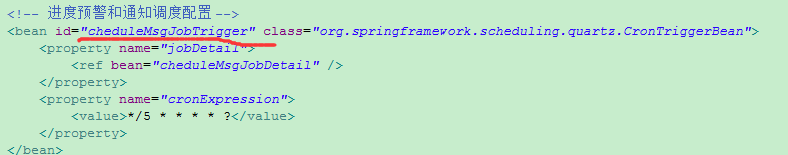 <!-- 进度预警和通知调度配置 -->
<bean id="cheduleMsgJobTrigger" class="org.springframework.scheduling.quartz.CronTriggerBean">
<property name="jobDetail">
<ref bean="cheduleMsgJobDetail" />
</property>
<property name="cronExpression">
<value>*/5 * * * * ?</value>
</property>
</bean>